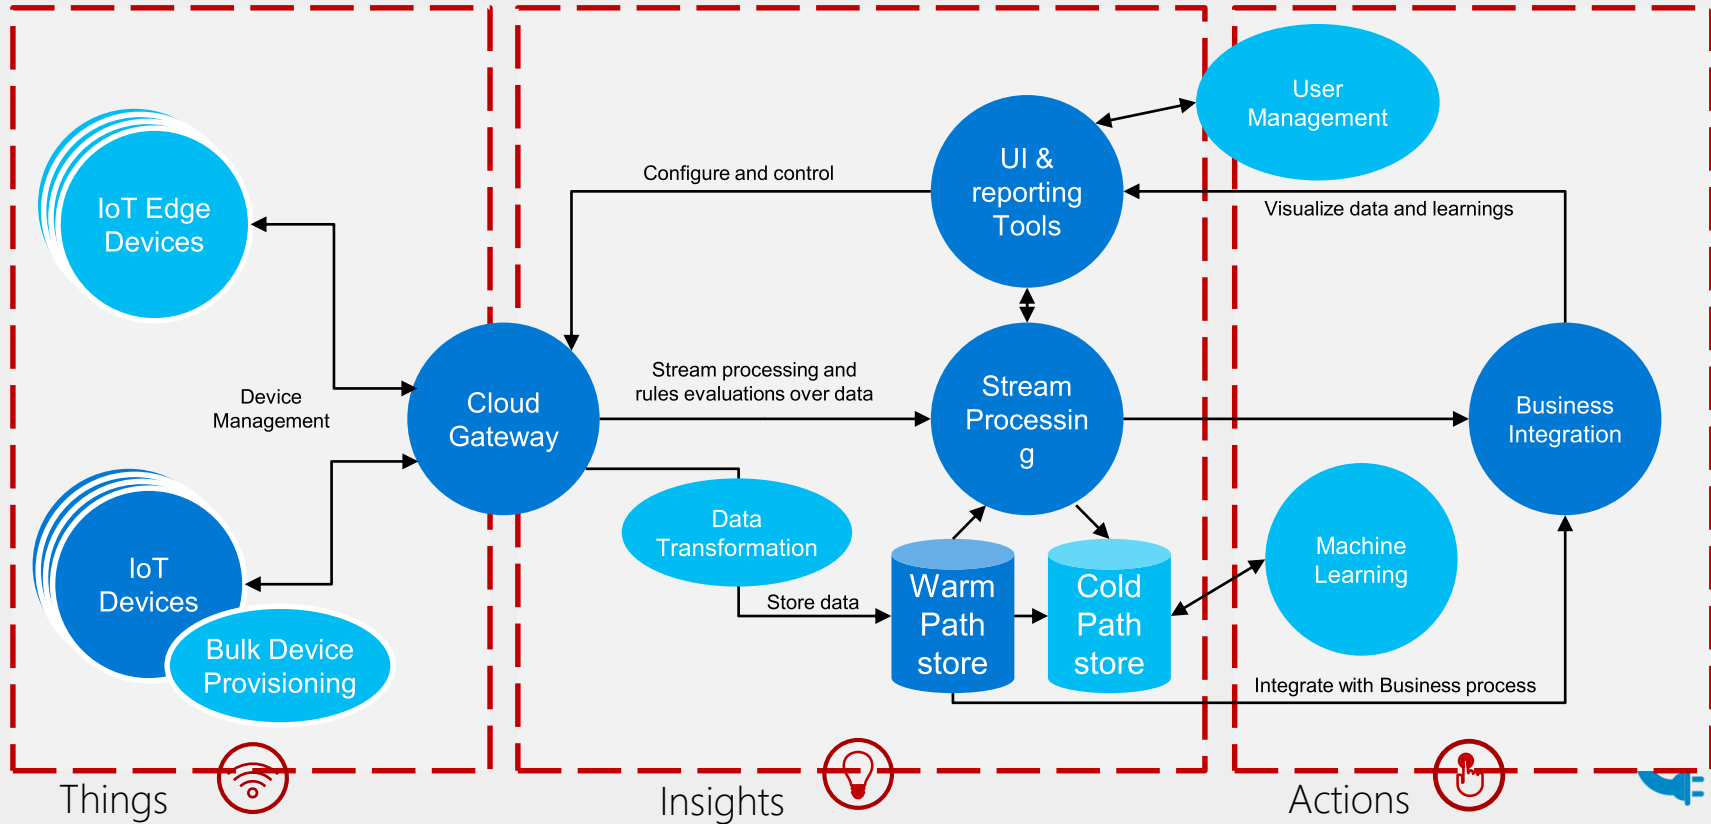 User
Management
UI &
reporting
Tools
Configure and control
Visualize data and learnings
IoT Edge
Devices
Device
Management
Cloud
Gateway
Stream processing and
rules evaluations over data
Stream
Processin
g
Business
Integration
Data
Transformation
Store data
Warm
Path
store
Cold
Path
store
Machine
Learning
IoT
Devices
Bulk Device
Provisioning
Integrate with Business process
Things
Insights
Actions